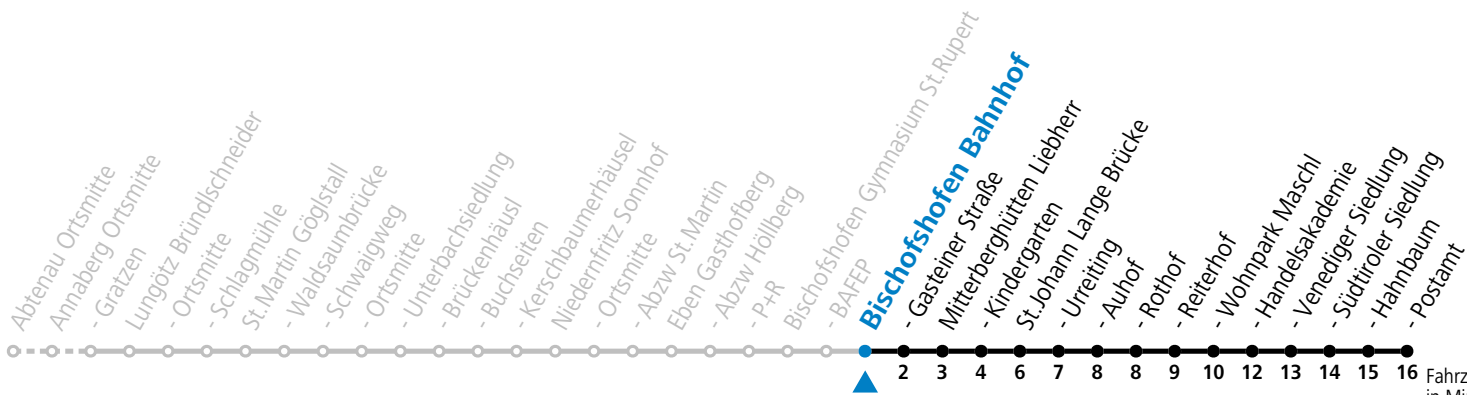 Abtenau Ortsmitte
Annaberg Ortsmitte
- Gratzen
Lungötz Bründlschneider
- Ortsmitte
- Schlagmühle
St.Martin Göglstall
- Waldsaumbrücke
- Schwaigweg
- Ortsmitte
- Unterbachsiedlung
- Brückenhäusl
- Buchseiten
- Kerschbaumerhäusel
Niedernfritz Sonnhof
- Ortsmitte
- Abzw St.Martin
Eben Gasthofberg
- Abzw Höllberg
- P+R
Bischofshofen Gymnasium St.Rupert
- BAFEP
Bischofshofen Bahnhof
- Gasteiner Straße
Mitterberghütten Liebherr
- Kindergarten
St.Johann Lange Brücke
- Urreiting
- Auhof
- Rothof
- Reiterhof
- Wohnpark Maschl
- Handelsakademie
- Venediger Siedlung
- Südtiroler Siedlung
- Hahnbaum
- Postamt
2 3 4 6 7 8 8 9 10 12 13 14 15 16